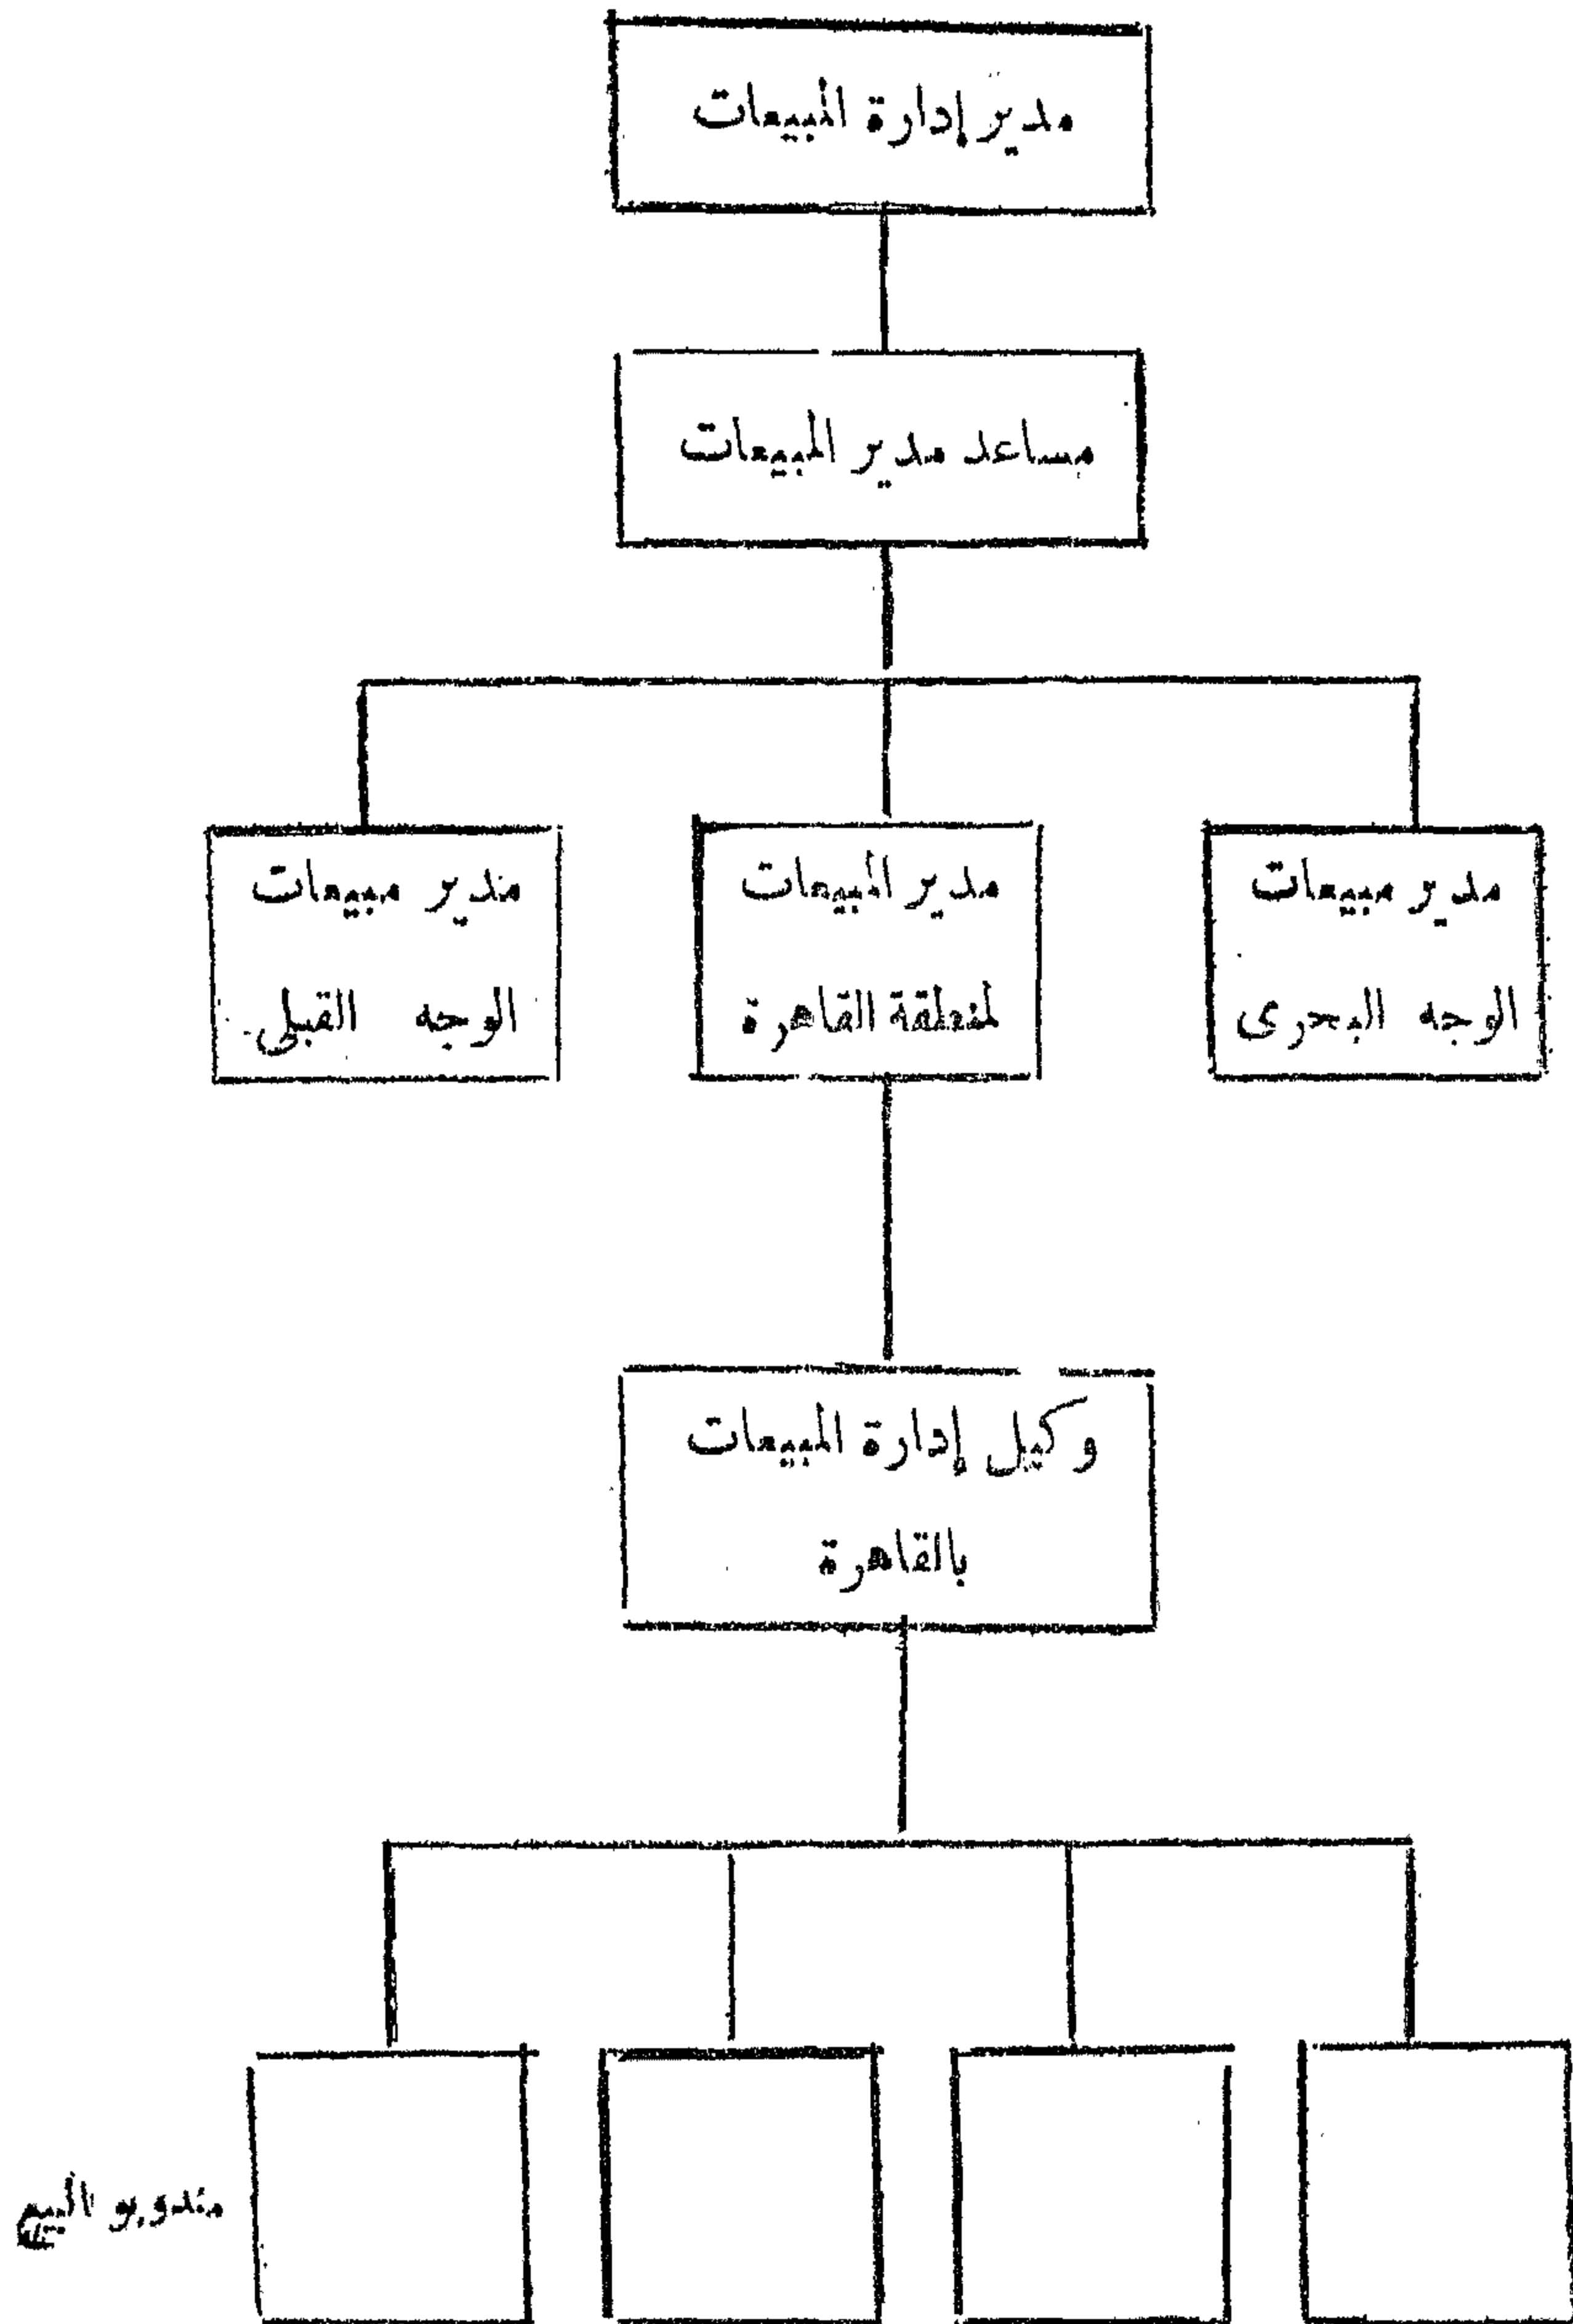 مدير إدارة المبيعات
مساعد مدير المبيعات
مدير مبيعات
الوجه البحرى
مدير المبيعات
لمنطقة القاهرة
مدير مبيعات
الوجه القبلى
وكيل إدارة المبيعات
بالقاهرة
مندوبو البيع